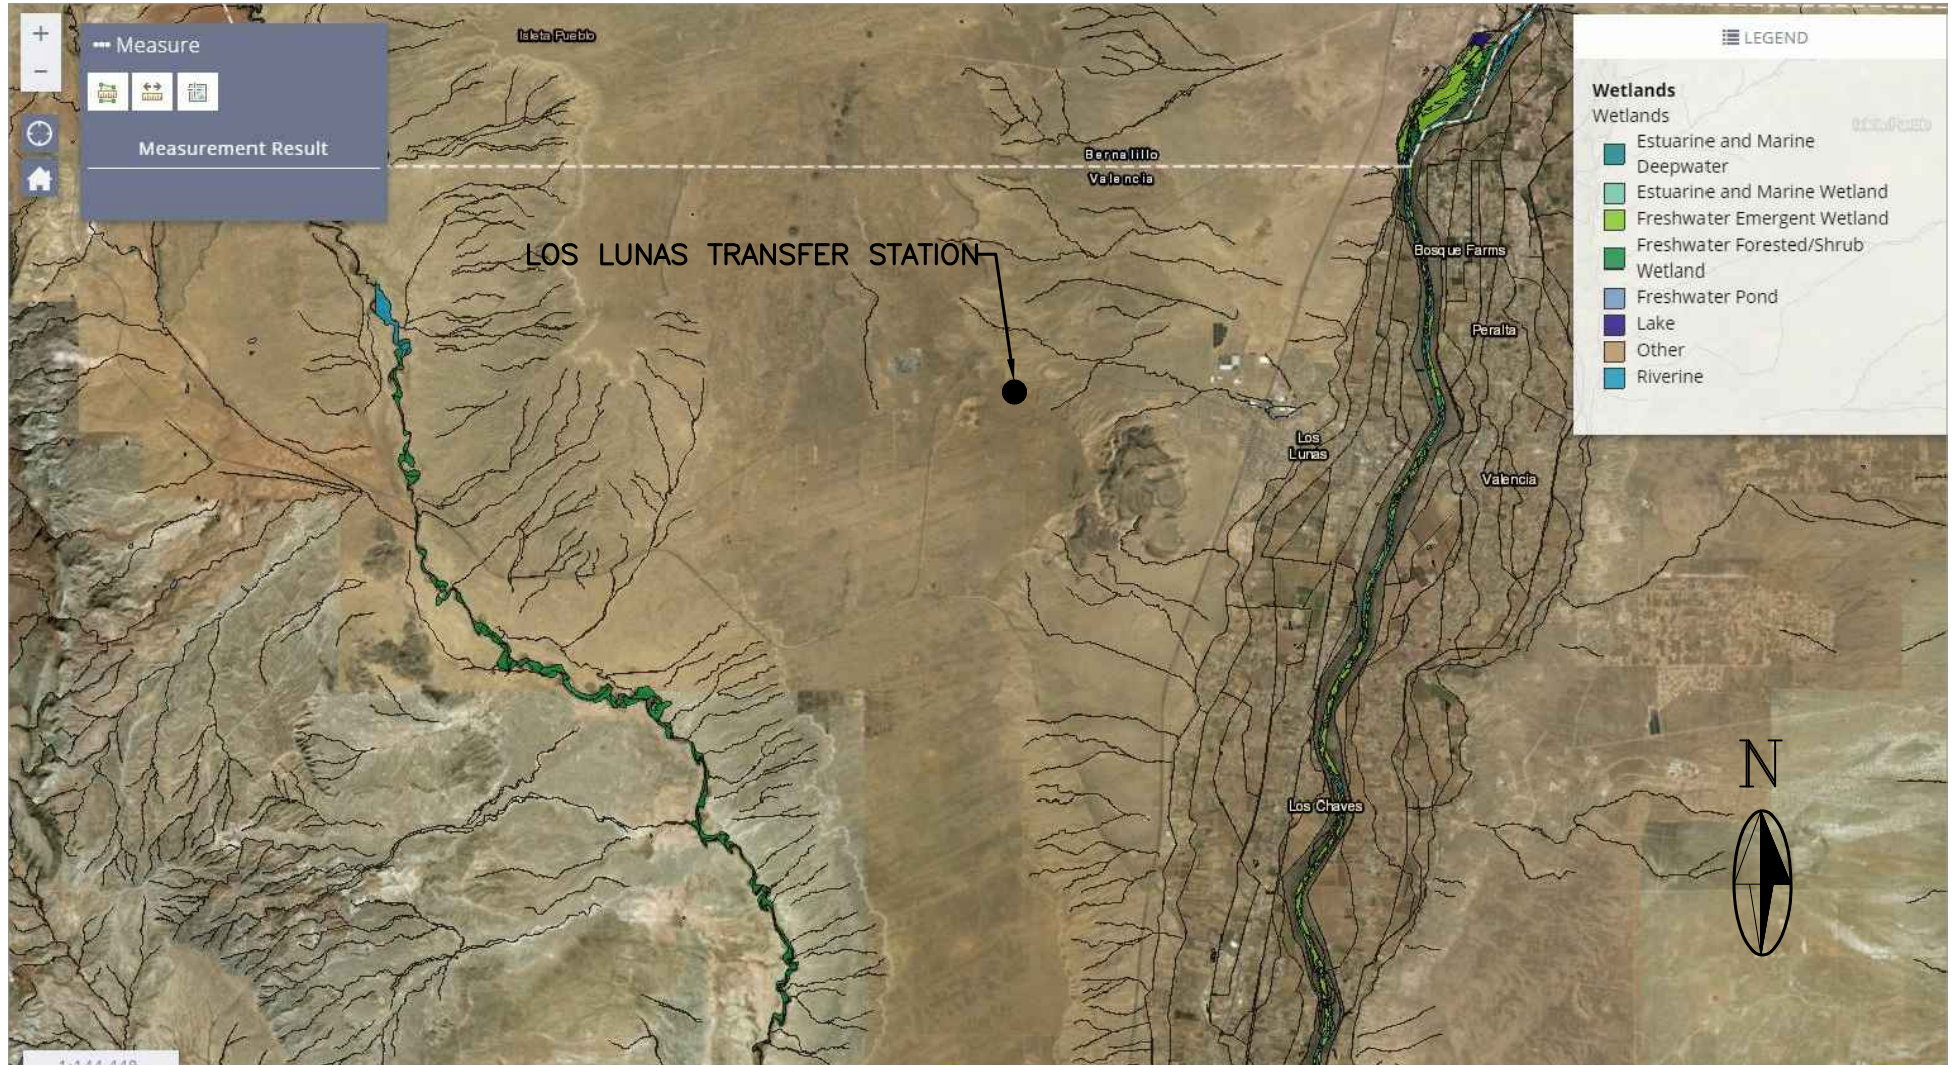 +
−
Measure
Measurement Result
Isleta Pueblo
Bernalillo
Valencia
LOS LUNAS TRANSFER STATION
Bosque Farms
Peralta
Los
Lunas
Valencia
Los Chaves
N
LEGEND
Wetlands
Wetlands
Estuarine and Marine
Deepwater
Estuarine and Marine Wetland
Freshwater Emergent Wetland
Freshwater Forested/Shrub
Wetland
Freshwater Pond
Lake
Other
Riverine